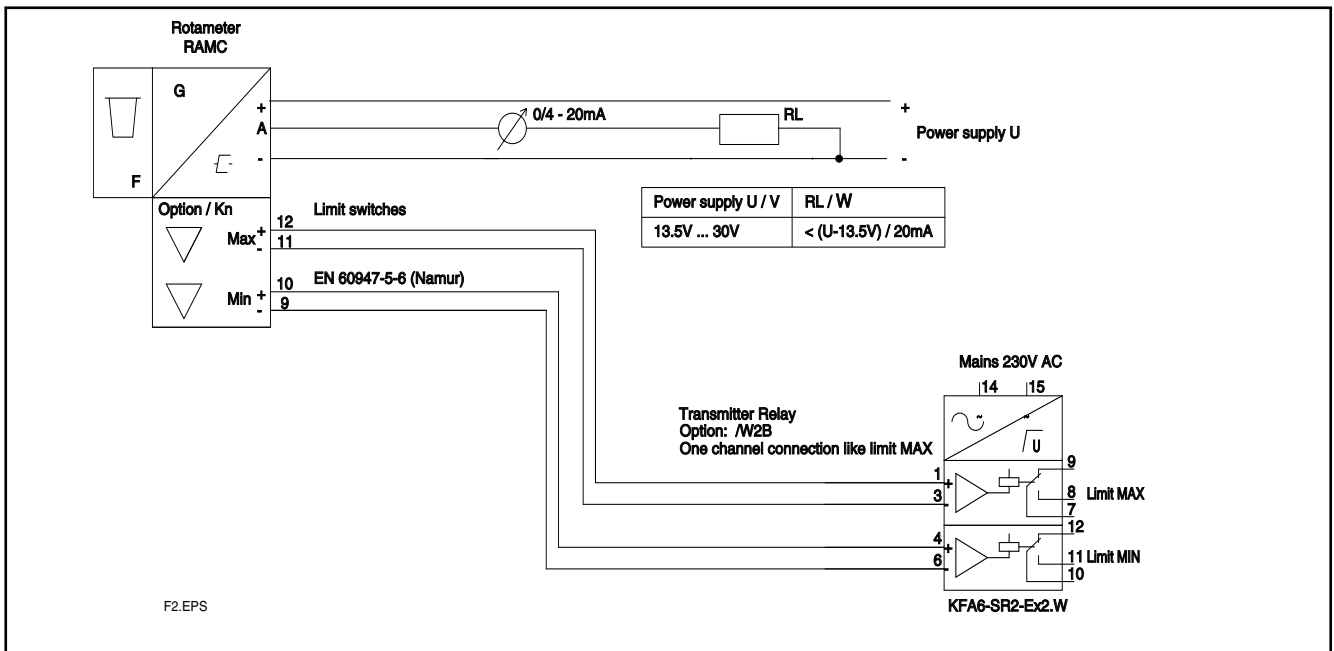 Rotameter
RAMC
G
F
+
A
-
0/4 - 20mA
RL
+
Power supply U
-
Power supply U / V RL / W
13.5V ... 30V < (U-13.5V) / 20mA
Option / Kn
Limit switches
Max + 12
- 11
EN 60947-5-6 (Namur)
Min + 10
- 9
Mains 230V AC
14 15
~
U
Transmitter Relay
Option: /W2B
One channel connection like limit MAX
1 +
3 -
9
8 Limit MAX
7
4 +
6 -
12
11 Limit MIN
10
KFA6-SR2-Ex2.W
F2.EPS